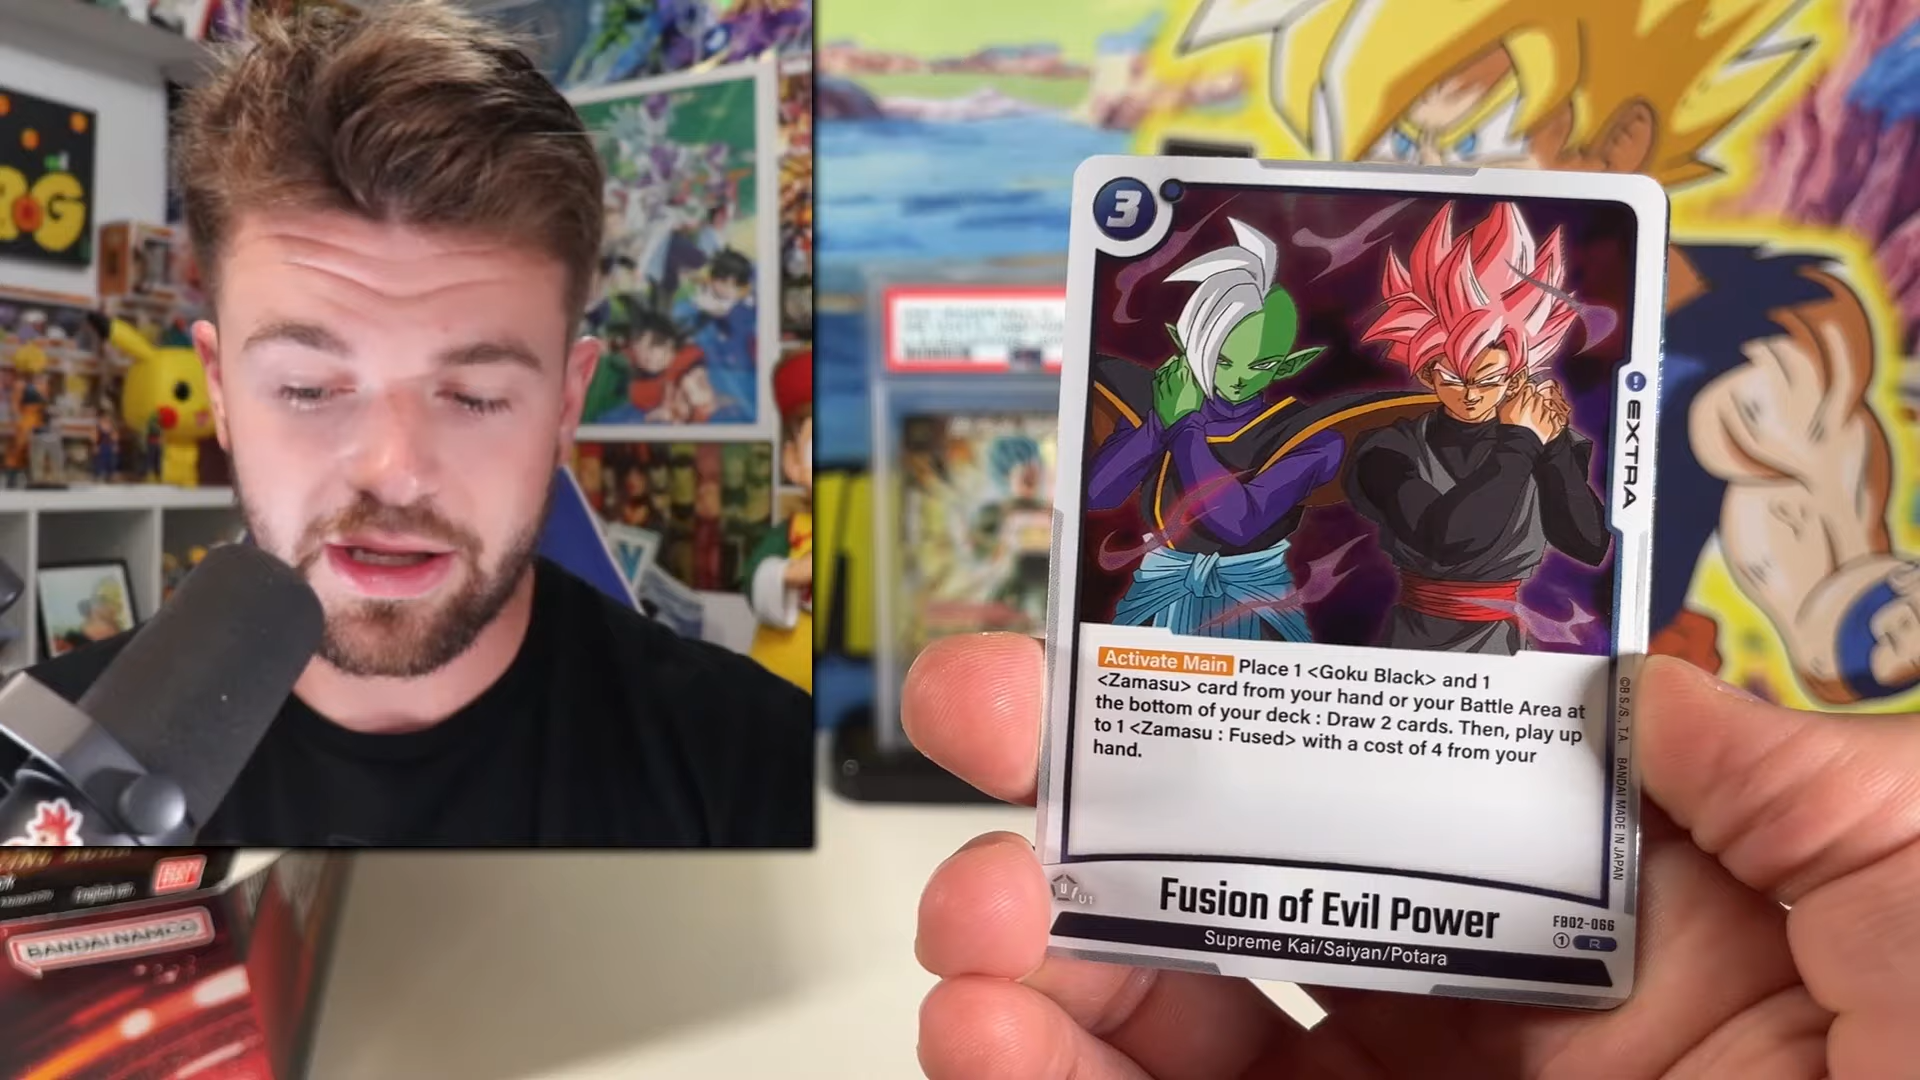 3
EXTRA
Activate Main Place 1 <Goku Black> and 1
<Zamasu> card from your hand or your Battle Area at
the bottom of your deck : Draw 2 cards. Then, play up
to 1 <Zamasu : Fused> with a cost of 4 from your
hand.
©B.S./S., T.A. BANDAI MADE IN JAPAN
U/U1
Fusion of Evil Power
FB02-066
Supreme Kai/Saiyan/Potara
1 R
English ver.
BANDAI NAMCO